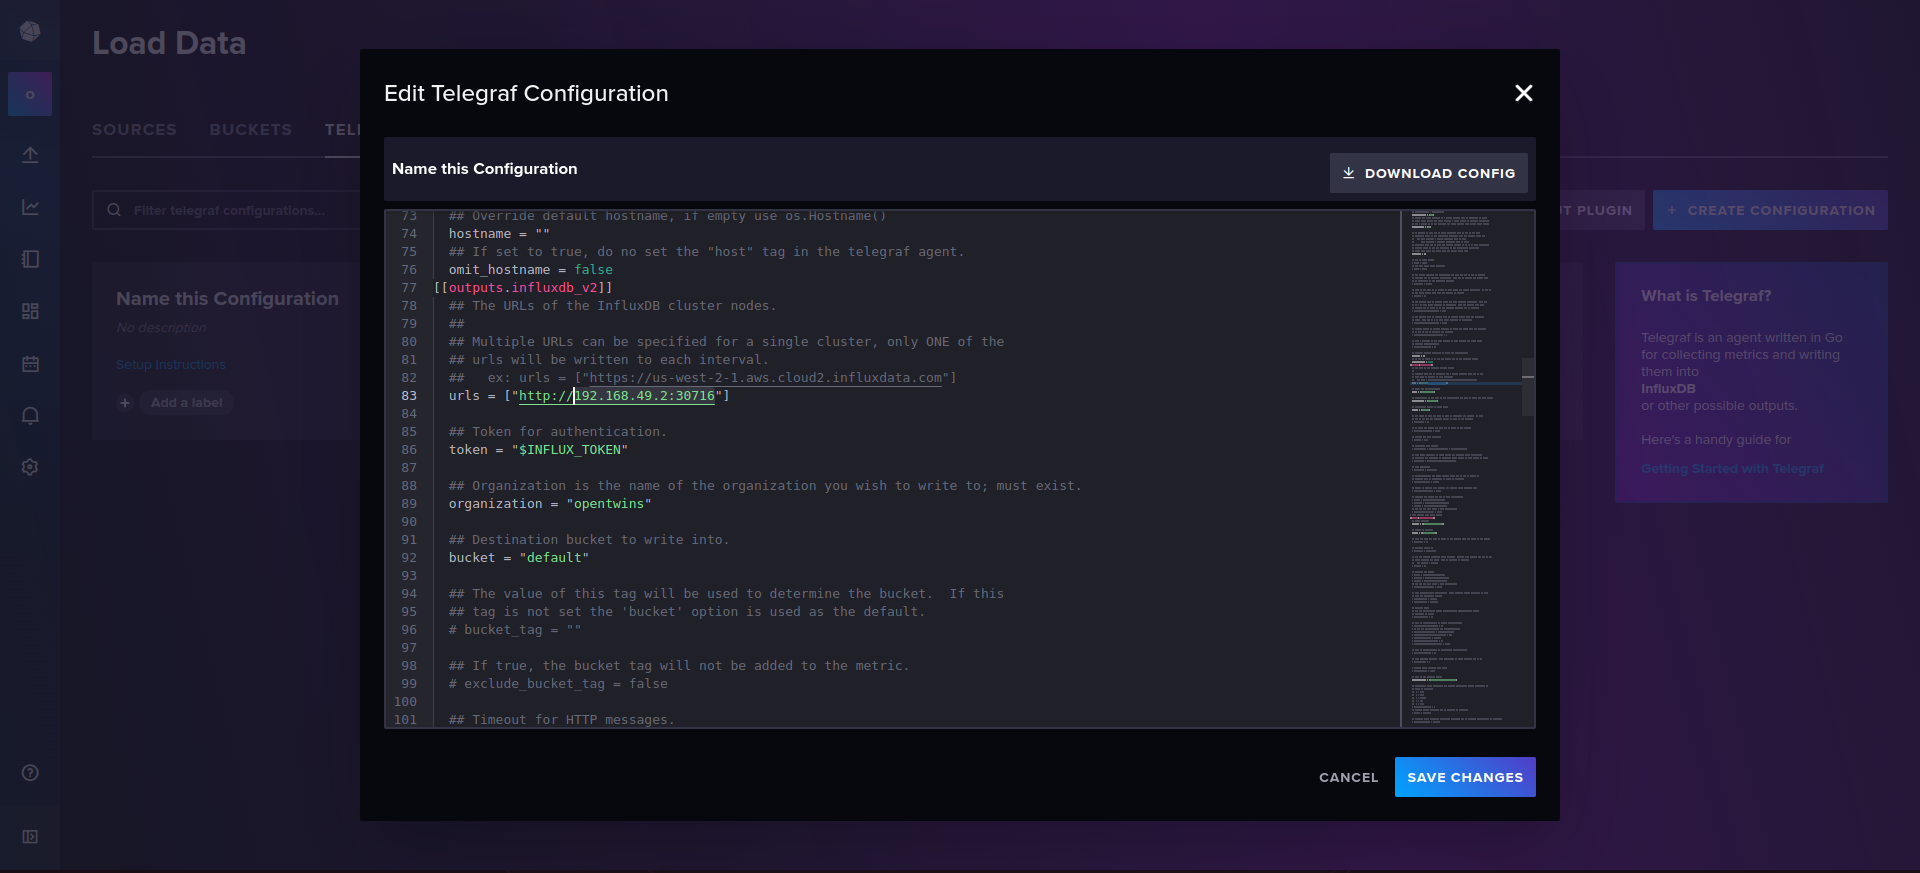 Load Data
SOURCES
BUCKETS
TEL
Filter telegraf configurations...
PLUGIN
+ CREATE CONFIGURATION
Name this Configuration
No description
Setup Instructions
+ Add a label
What is Telegraf?
Telegraf is an agent written in Go
for collecting metrics and writing
them into
InfluxDB
or other possible outputs.
Here's a handy guide for
Getting Started with Telegraf
Edit Telegraf Configuration
Name this Configuration
DOWNLOAD CONFIG
73 ## Override default hostname, if empty use os.Hostname()
74 hostname = ""
75 ## If set to true, do no set the "host" tag in the telegraf agent.
76 omit_hostname = false
77 [[outputs.influxdb_v2]]
78 ## The URLs of the InfluxDB cluster nodes.
79 ##
80 ## Multiple URLs can be specified for a single cluster, only ONE of the
81 ## urls will be written to each interval.
82 ##   ex: urls = ["https://us-west-2-1.aws.cloud2.influxdata.com"]
83 urls = ["http://192.168.49.2:30716"]
84
85 ## Token for authentication.
86 token = "$INFLUX_TOKEN"
87
88 ## Organization is the name of the organization you wish to write to; must exist.
89 organization = "opentwins"
90
91 ## Destination bucket to write into.
92 bucket = "default"
93
94 ## The value of this tag will be used to determine the bucket.  If this
95 ## tag is not set the 'bucket' option is used as the default.
96 # bucket_tag = ""
97
98 ## If true, the bucket tag will not be added to the metric.
99 # exclude_bucket_tag = false
100
101 ## Timeout for HTTP messages.
CANCEL
SAVE CHANGES